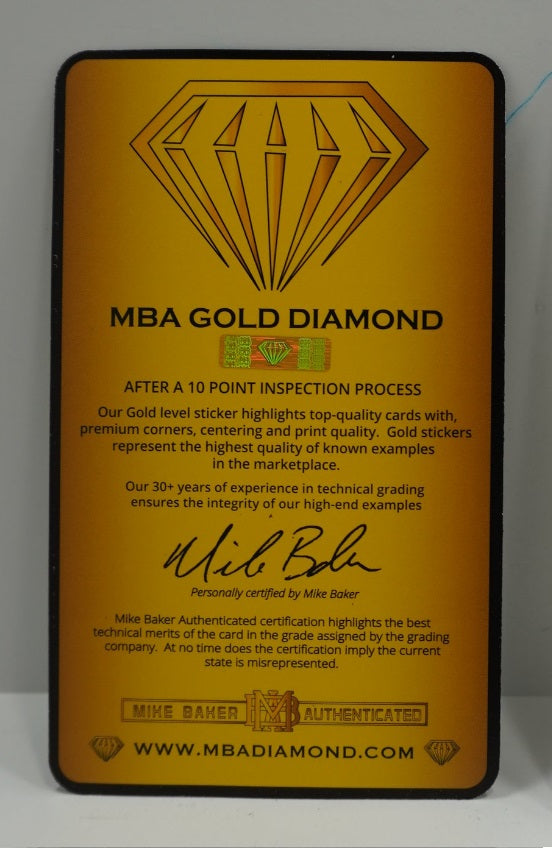 MBA GOLD DIAMOND
AFTER A 10 POINT INSPECTION PROCESS
Our Gold level sticker highlights top-quality cards with,
premium corners, centering and print quality. Gold stickers
represent the highest quality of known examples
in the marketplace.
Our 30+ years of experience in technical grading
ensures the integrity of our high-end examples
Mike Baker
Personally certified by Mike Baker
Mike Baker Authenticated certification highlights the best
technical merits of the card in the grade assigned by the grading
company. At no time does the certification imply the current
state is misrepresented.
MIKE BAKER MBA AUTHENTICATED
WWW.MBADIAMOND.COM